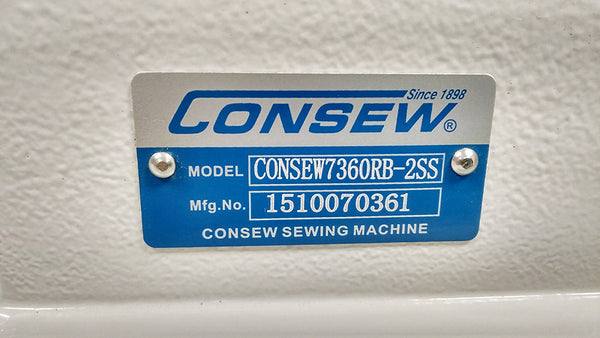 Since 1898
CONSEW®
MODEL CONSEW7360RB-2SS
Mfg.No. 1510070361
CONSEW SEWING MACHINE